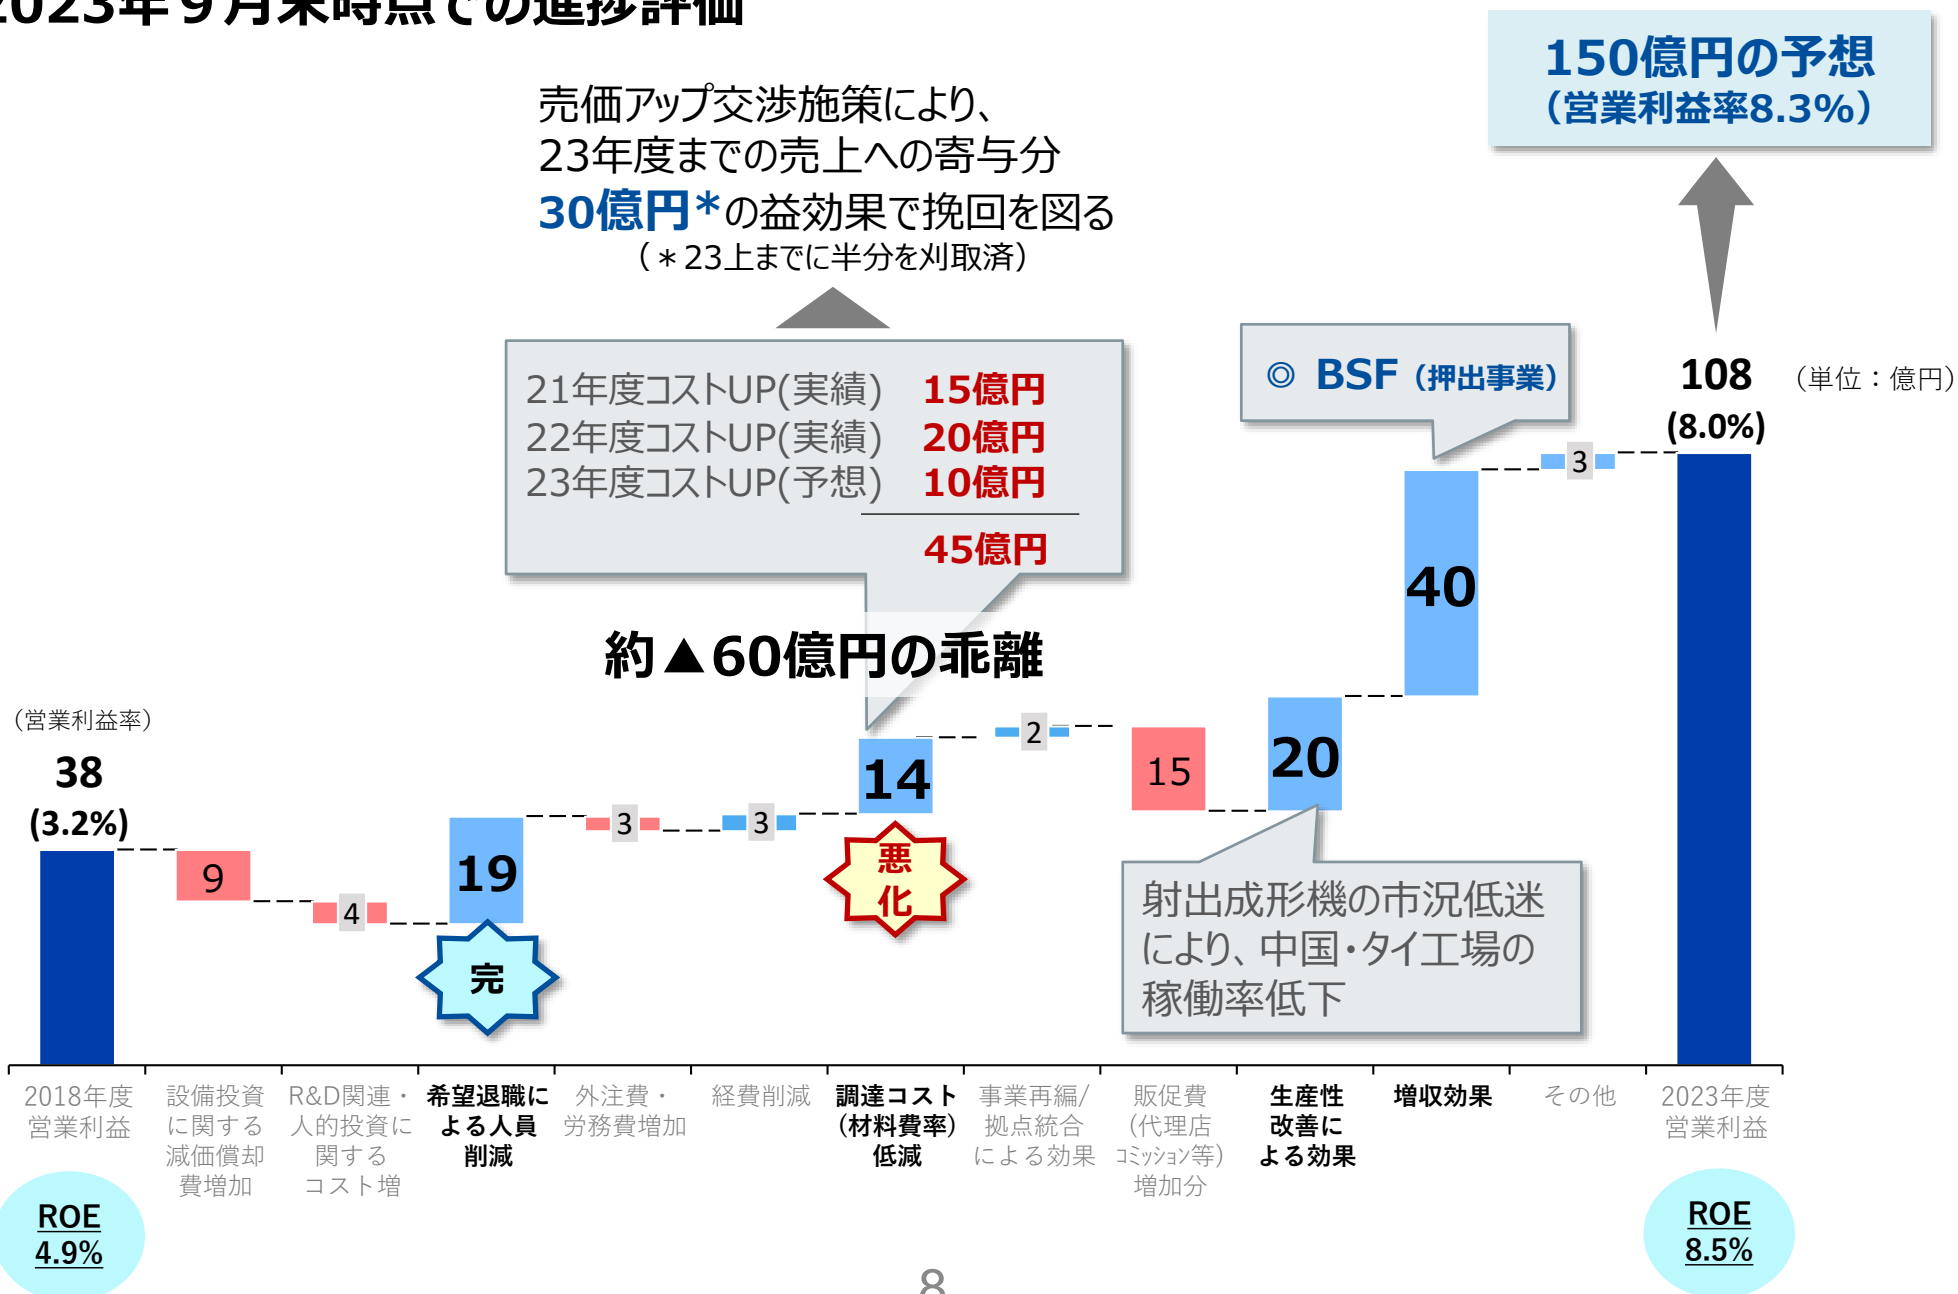 2023年９月末時点での進捗評価
150億円の予想
（営業利益率8.3%）
売価アップ交渉施策により、
23年度までの売上への寄与分
30億円＊の益効果で挽回を図る
（＊23上までに半分を刈取済）
21年度コストUP(実績) 15億円
22年度コストUP(実績) 20億円
23年度コストUP(予想) 10億円
45億円
◎ BSF（押出事業）
108
(8.0%)
（単位：億円）
3
40
約▲60億円の乖離
（営業利益率）
38
(3.2%)
9
4
19
完
3
3
14
悪
化
2
15
20
射出成形機の市況低迷
により、中国・タイ工場の
稼働率低下
2018年度
営業利益
設備投資
に関する
減価償却
費増加
R&D関連・
人的投資に
関する
コスト増
希望退職に
よる人員
削減
外注費・
労務費増加
経費削減
調達コスト
(材料費率)
低減
事業再編/
拠点統合
による効果
販促費
(代理店
ｺﾐｯｼｮﾝ等)
増加分
生産性
改善に
よる効果
増収効果
その他
2023年度
営業利益
ROE
4.9%
ROE
8.5%
8